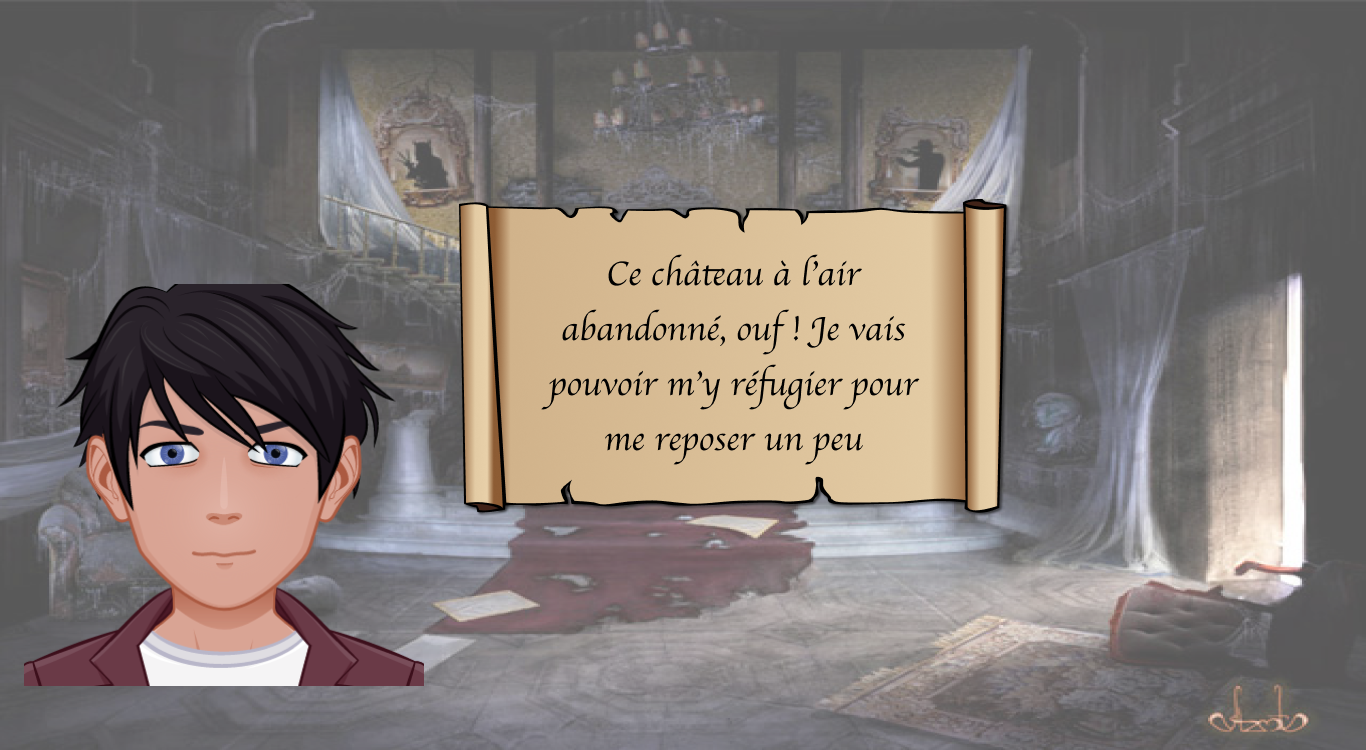 Ce château à l'air
abandonné, ouf ! Je vais
pouvoir m'y réfugier pour
me reposer un peu